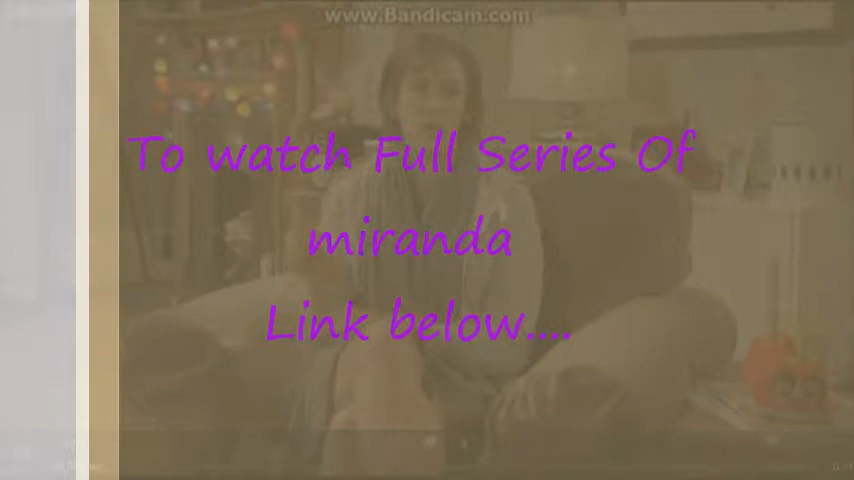 www.Bandicam.com
To watch Full Series Of
miranda
Link below....